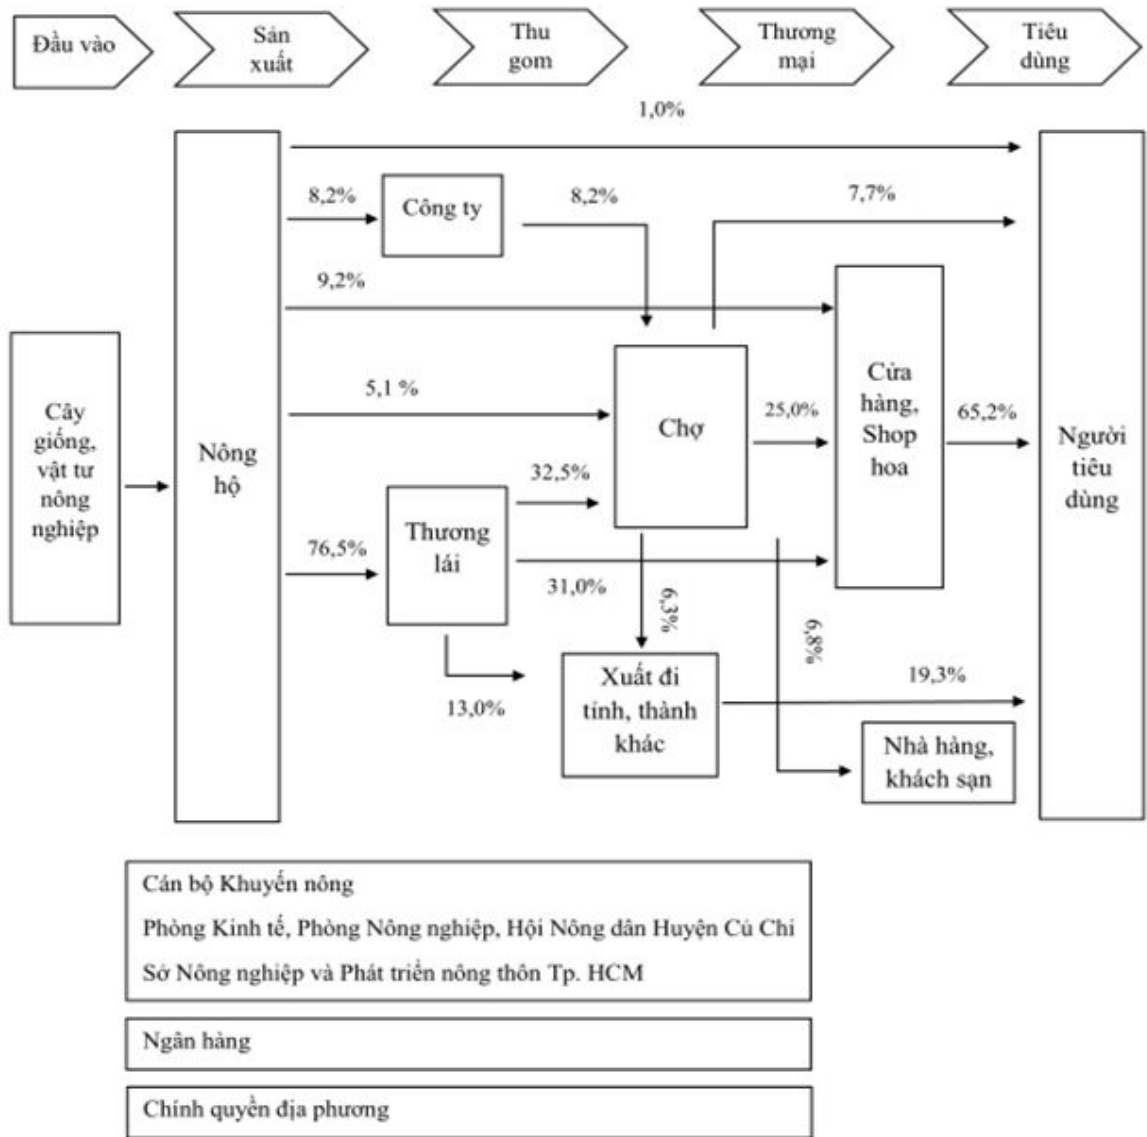 Đầu vào
Sản
xuất
Thu
gom
Thương
mại
Tiêu
dùng
1,0%
8,2%
Công ty
8,2%
7,7%
9,2%
Cây
giống,
vật tư
nông
nghiệp
Nông
hộ
5,1 %
Chợ
25,0%
Cửa
hàng,
Shop
hoa
65,2%
Người
tiêu
dùng
32,5%
Thương
lái
76,5%
31,0%
6,3%
6,8%
13,0%
Xuất đi
tỉnh, thành
khác
19,3%
Nhà hàng,
khách sạn
Cán bộ Khuyến nông
Phòng Kinh tế, Phòng Nông nghiệp, Hội Nông dân Huyện Củ Chi
Sở Nông nghiệp và Phát triển nông thôn Tp. HCM
Ngân hàng
Chính quyền địa phương